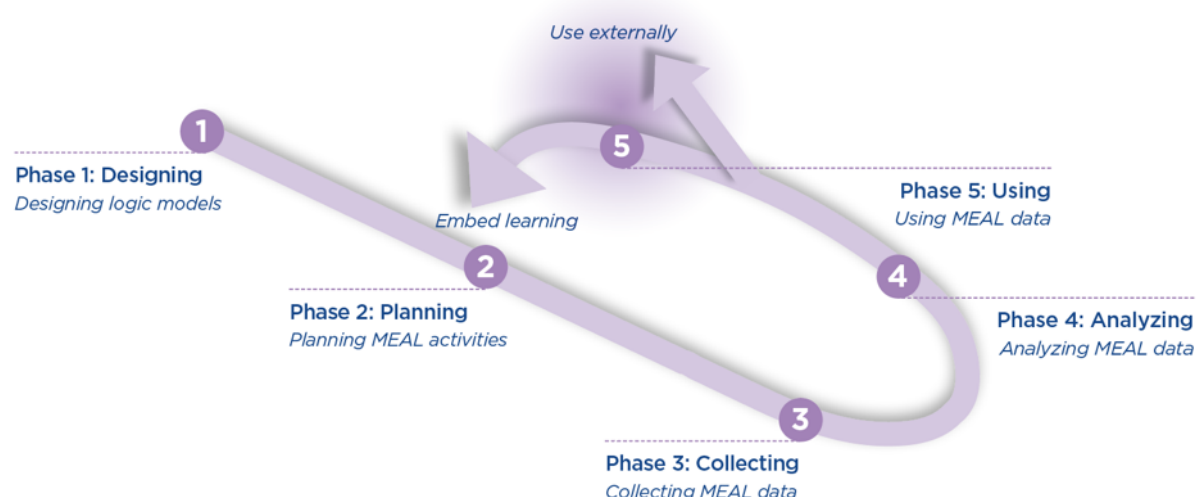 Use externally
1
Phase 1: Designing
Designing logic models
5
Phase 5: Using
Using MEAL data
Embed learning
2
Phase 2: Planning
Planning MEAL activities
4
Phase 4: Analyzing
Analyzing MEAL data
3
Phase 3: Collecting
Collecting MEAL data